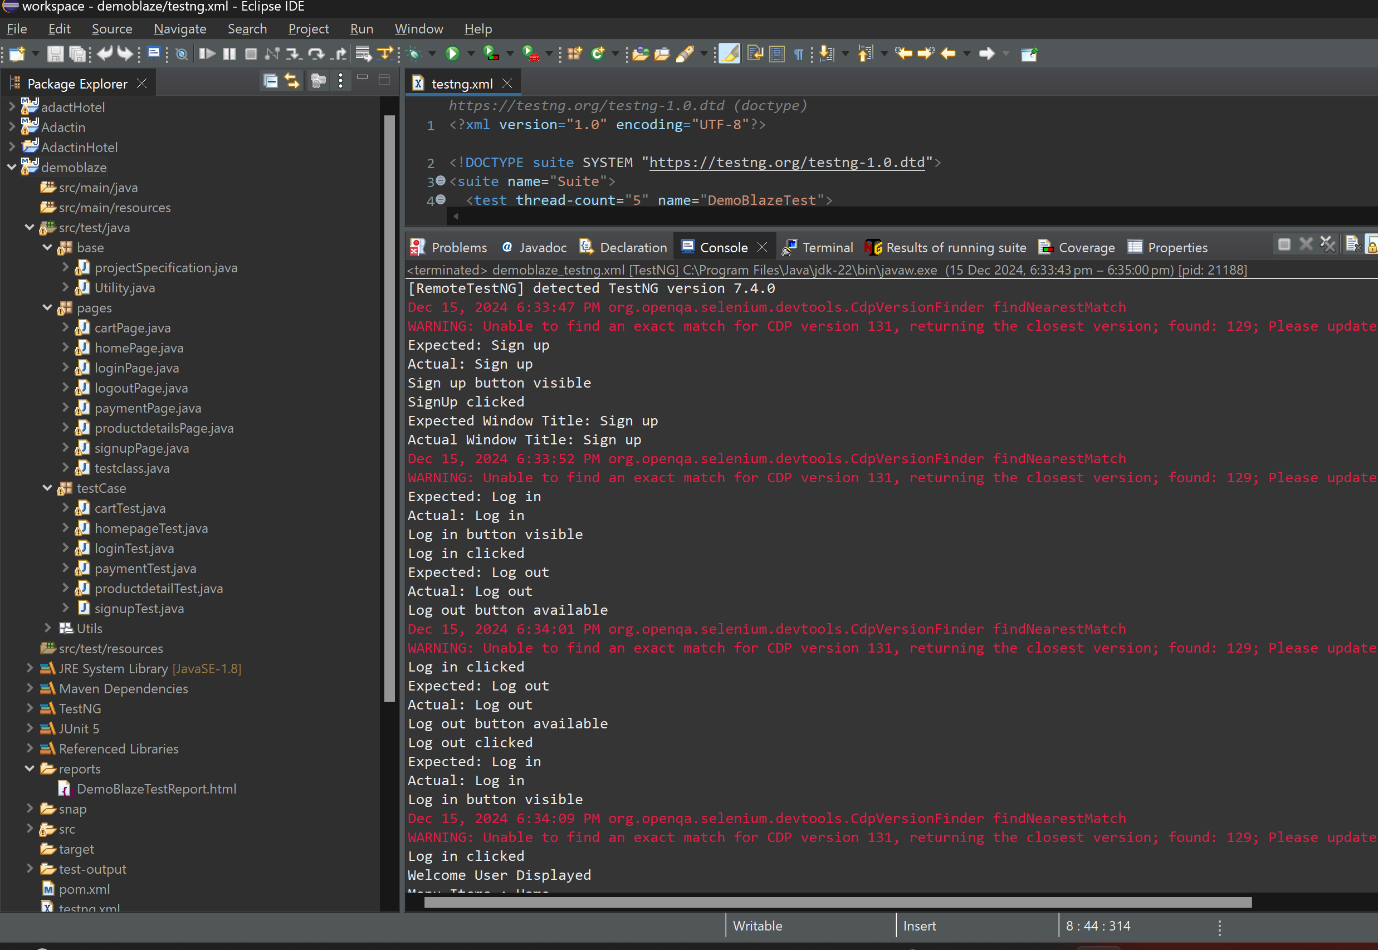 workspace - demoblaze/testng.xml - Eclipse IDE
File Edit Source Navigate Search Project Run Window Help
Package Explorer
adactHotel
Adactin
AdactinHotel
demoblaze
src/main/java
src/main/resources
src/test/java
base
projectSpecification.java
Utility.java
pages
cartPage.java
homePage.java
loginPage.java
logoutPage.java
paymentPage.java
productdetailsPage.java
signupPage.java
testclass.java
testCase
cartTest.java
homepageTest.java
loginTest.java
paymentTest.java
productdetailTest.java
signupTest.java
Utils
src/test/resources
JRE System Library [JavaSE-1.8]
Maven Dependencies
TestNG
JUnit 5
Referenced Libraries
reports
DemoBlazeTestReport.html
snap
src
target
test-output
pom.xml
testng.xml
testng.xml
https://testng.org/testng-1.0.dtd (doctype)
1 <?xml version="1.0" encoding="UTF-8"?>
2 <!DOCTYPE suite SYSTEM "https://testng.org/testng-1.0.dtd">
3 <suite name="Suite">
4 <test thread-count="5" name="DemoBlazeTest">
Problems Javadoc Declaration Console Terminal Results of running suite Coverage Properties
<terminated> demoblaze_testng.xml [TestNG] C:\Program Files\Java\jdk-22\bin\javaw.exe (15 Dec 2024, 6:33:43 pm – 6:35:00 pm) [pid: 21188]
[RemoteTestNG] detected TestNG version 7.4.0
Dec 15, 2024 6:33:47 PM org.openqa.selenium.devtools.CdpVersionFinder findNearestMatch
WARNING: Unable to find an exact match for CDP version 131, returning the closest version; found: 129; Please update
Expected: Sign up
Actual: Sign up
Sign up button visible
SignUp clicked
Expected Window Title: Sign up
Actual Window Title: Sign up
Dec 15, 2024 6:33:52 PM org.openqa.selenium.devtools.CdpVersionFinder findNearestMatch
WARNING: Unable to find an exact match for CDP version 131, returning the closest version; found: 129; Please update
Expected: Log in
Actual: Log in
Log in button visible
Log in clicked
Expected: Log out
Actual: Log out
Log out button available
Dec 15, 2024 6:34:01 PM org.openqa.selenium.devtools.CdpVersionFinder findNearestMatch
WARNING: Unable to find an exact match for CDP version 131, returning the closest version; found: 129; Please update
Log in clicked
Expected: Log out
Actual: Log out
Log out button available
Log out clicked
Expected: Log in
Actual: Log in
Log in button visible
Dec 15, 2024 6:34:09 PM org.openqa.selenium.devtools.CdpVersionFinder findNearestMatch
WARNING: Unable to find an exact match for CDP version 131, returning the closest version; found: 129; Please update
Log in clicked
Welcome User Displayed
Menu Items : Home
Writable Insert 8 : 44 : 314